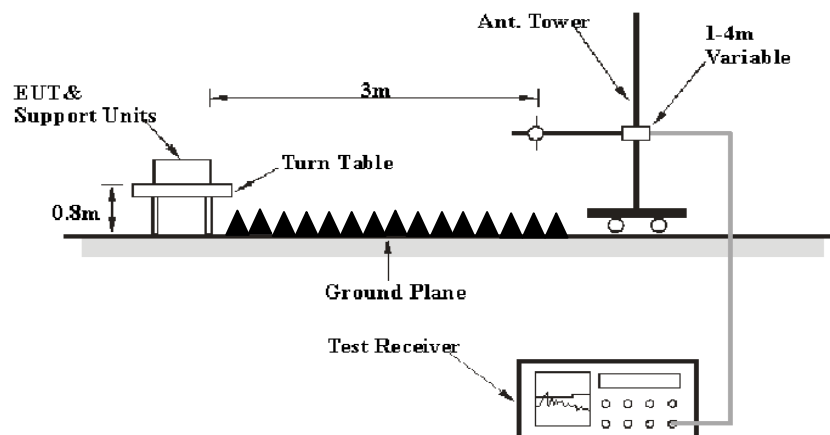 Ant. Tower
1-4m
Variable
3m
EUT&
Support Units
Turn Table
0.8m
Ground Plane
Test Receiver